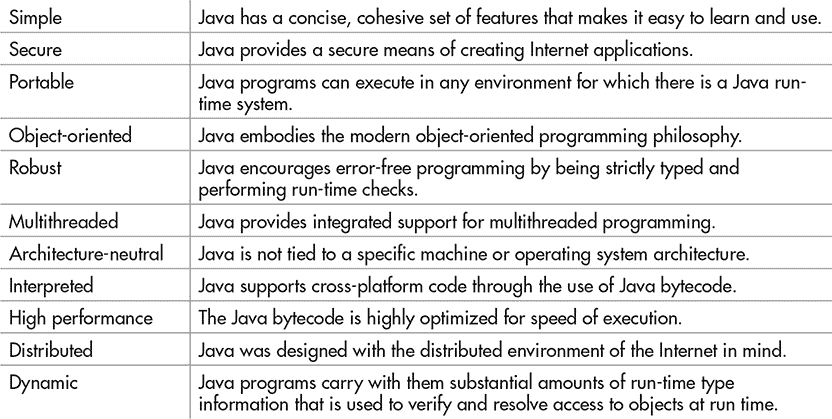 Simple Java has a concise, cohesive set of features that makes it easy to learn and use.
Secure Java provides a secure means of creating Internet applications.
Portable Java programs can execute in any environment for which there is a Java run-
time system.
Object-oriented Java embodies the modern object-oriented programming philosophy.
Robust Java encourages error-free programming by being strictly typed and
performing run-time checks.
Multithreaded Java provides integrated support for multithreaded programming.
Architecture-neutral Java is not tied to a specific machine or operating system architecture.
Interpreted Java supports cross-platform code through the use of Java bytecode.
High performance The Java bytecode is highly optimized for speed of execution.
Distributed Java was designed with the distributed environment of the Internet in mind.
Dynamic Java programs carry with them substantial amounts of run-time type
information that is used to verify and resolve access to objects at run time.